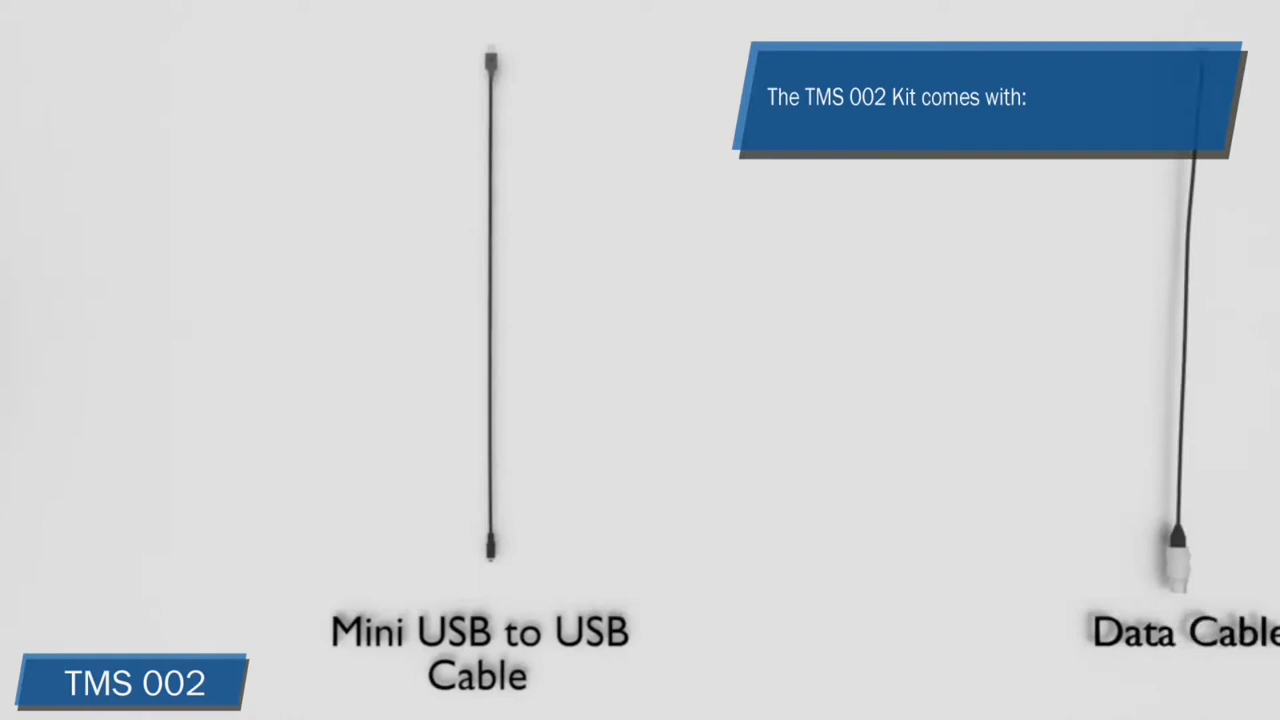 The TMS 002 Kit comes with:
Mini USB to USB
Cable
Data Cable
TMS 002